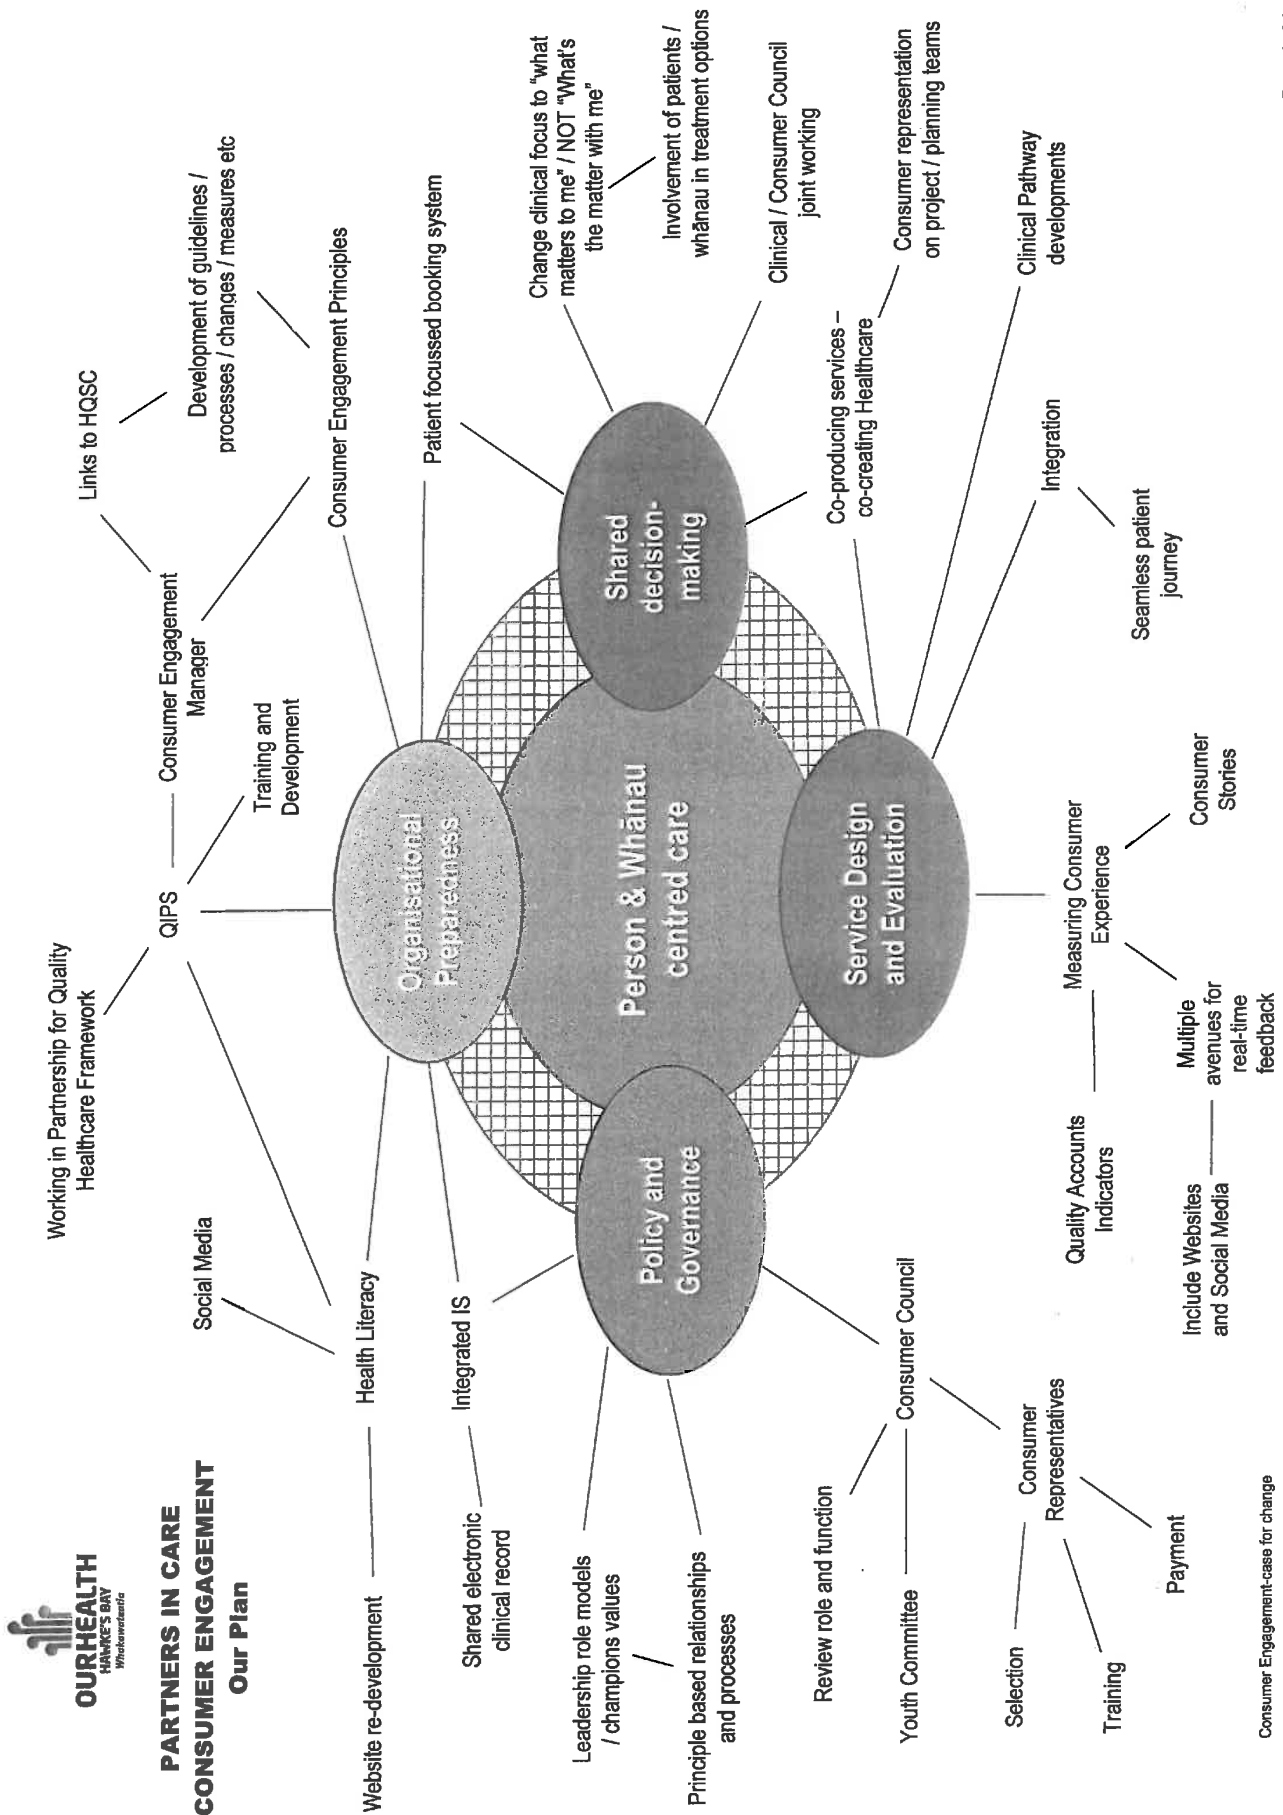 OURHEALTH
HAWKE'S BAY
Whakawateatia
PARTNERS IN CARE
CONSUMER ENGAGEMENT
Our Plan
Working in Partnership for Quality
Healthcare Framework
QIPS
Consumer Engagement
Manager
Links to HQSC
Training and
Development
Development of guidelines /
processes / changes / measures etc
Consumer Engagement Principles
Patient focussed booking system
Social Media
Health Literacy
Website re-development
Integrated IS
Shared electronic
clinical record
Organisational
Preparedness
Person & Whānau
centred care
Shared
decision-
making
Policy and
Governance
Service Design
and Evaluation
Change clinical focus to "what
matters to me" / NOT "What's
the matter with me"
Involvement of patients /
whānau in treatment options
Clinical / Consumer Council
joint working
Co-producing services –
co-creating Healthcare
Consumer representation
on project / planning teams
Clinical Pathway
developments
Integration
Seamless patient
journey
Leadership role models
/ champions values
Principle based relationships
and processes
Review role and function
Consumer Council
Youth Committee
Consumer
Representatives
Selection
Training
Payment
Measuring Consumer
Experience
Quality Accounts
Indicators
Consumer
Stories
Multiple
avenues for
real-time
feedback
Include Websites
and Social Media
Consumer Engagement-case for change